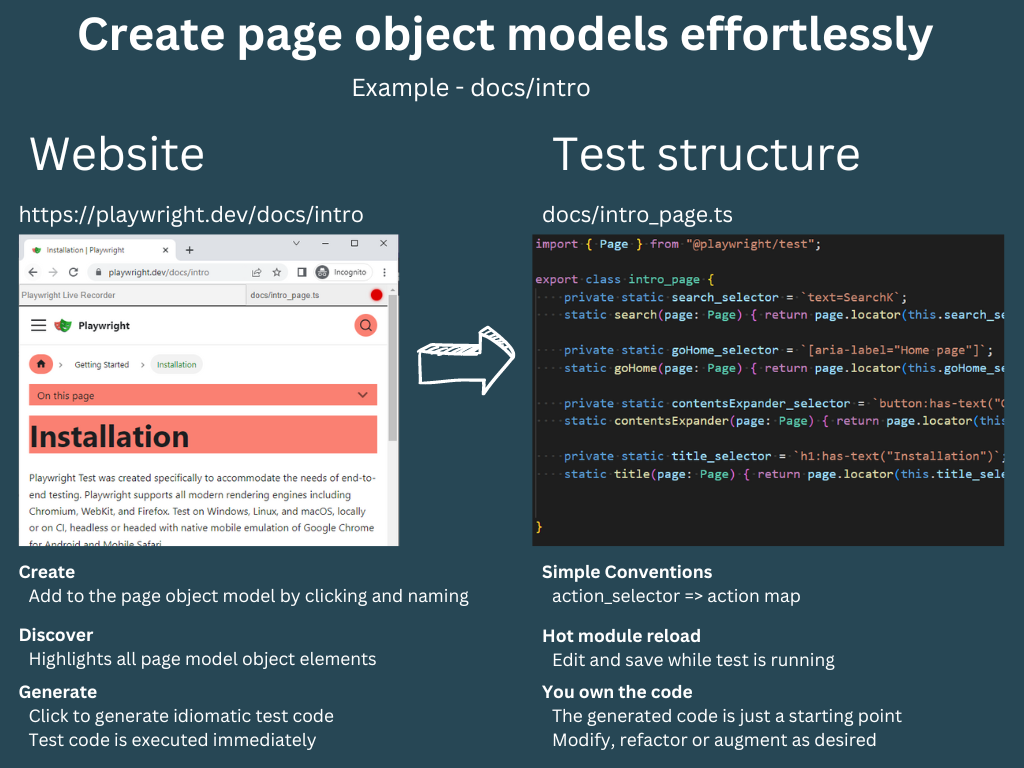 Create page object models effortlessly
Example - docs/intro
Website
https://playwright.dev/docs/intro
Installation | Playwright
playwright.dev/docs/intro
Incognito
Playwright Live Recorder
docs/intro_page.ts
Playwright
Getting Started
Installation
On this page
Installation
Playwright Test was created specifically to accommodate the needs of end-to-
end testing. Playwright supports all modern rendering engines including
Chromium, WebKit, and Firefox. Test on Windows, Linux, and macOS, locally
or on CI, headless or headed with native mobile emulation of Google Chrome
for Android and Mobile Safari.
Create
Add to the page object model by clicking and naming
Discover
Highlights all page model object elements
Generate
Click to generate idiomatic test code
Test code is executed immediately
Test structure
docs/intro_page.ts
import { Page } from "@playwright/test";
export class intro_page {
private static search_selector = `text=SearchK`;
static search(page: Page) { return page.locator(this.search_se
private static goHome_selector = `[aria-label="Home page"]`;
static goHome(page: Page) { return page.locator(this.goHome_se
private static contentsExpander_selector = `button:has-text("
static contentsExpander(page: Page) { return page.locator(this
private static title_selector = `h1:has-text("Installation")`;
static title(page: Page) { return page.locator(this.title_sele
}
Simple Conventions
action_selector => action map
Hot module reload
Edit and save while test is running
You own the code
The generated code is just a starting point
Modify, refactor or augment as desired